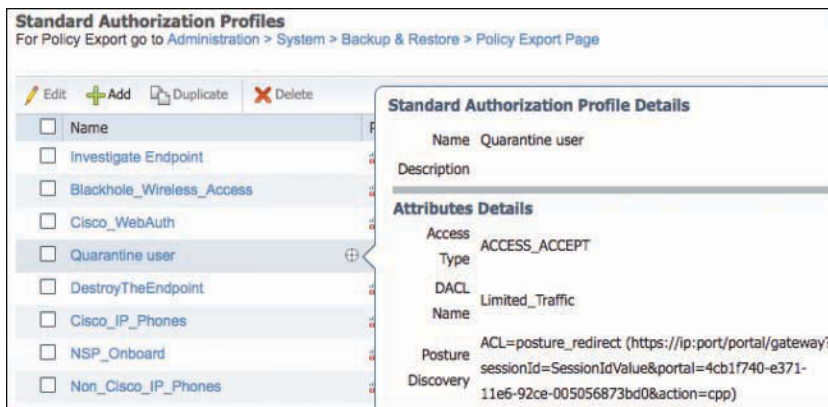 Standard Authorization Profiles
For Policy Export go to Administration > System > Backup & Restore > Policy Export Page
Edit Add Duplicate Delete
Name
Investigate Endpoint
Blackhole_Wireless_Access
Cisco_WebAuth
Quarantine user
DestroyTheEndpoint
Cisco_IP_Phones
NSP_Onboard
Non_Cisco_IP_Phones
Standard Authorization Profile Details
Name Quarantine user
Description
Attributes Details
Access Type ACCESS_ACCEPT
DACL Name Limited_Traffic
Posture Discovery ACL=posture_redirect (https://ip:port/portal/gateway?
sessionId=SessionIdValue&portal=4cb1f740-e371-
11e6-92ce-005056873bd0&action=cpp)